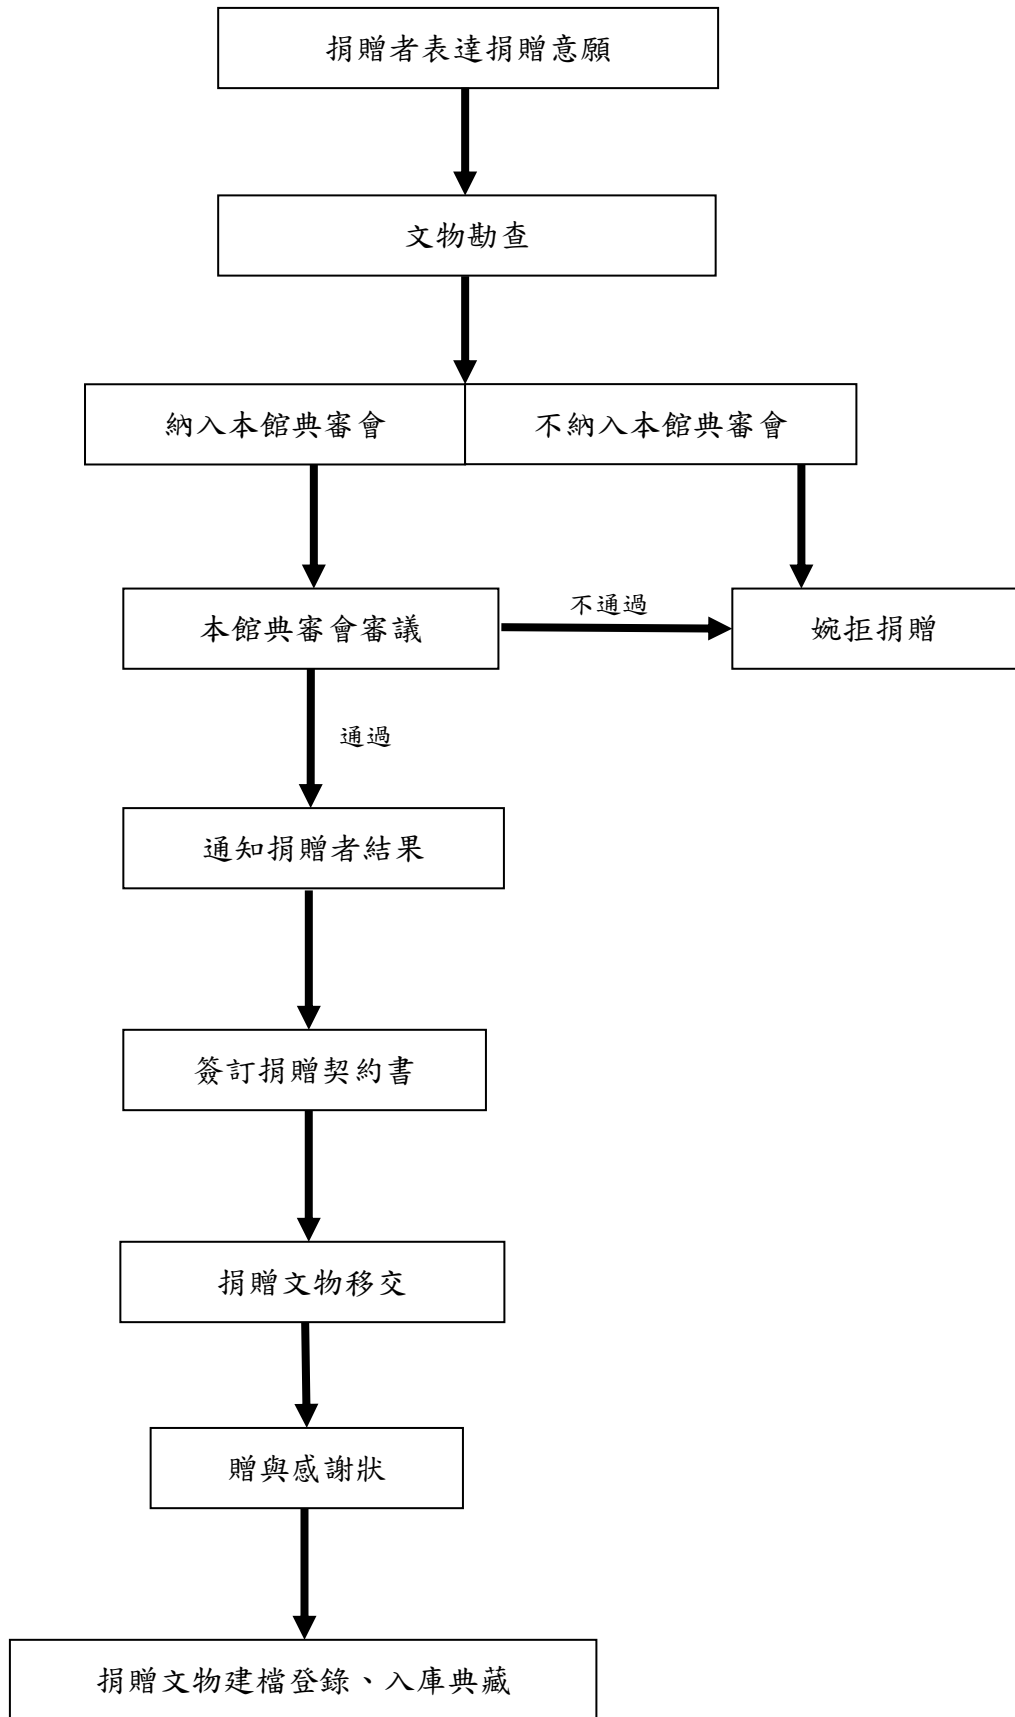 捐贈者表達捐贈意願
文物勘查
納入本館典審會
不納入本館典審會
本館典審會審議
不通過
婉拒捐贈
通過
通知捐贈者結果
簽訂捐贈契約書
捐贈文物移交
贈與感謝狀
捐贈文物建檔登錄、入庫典藏